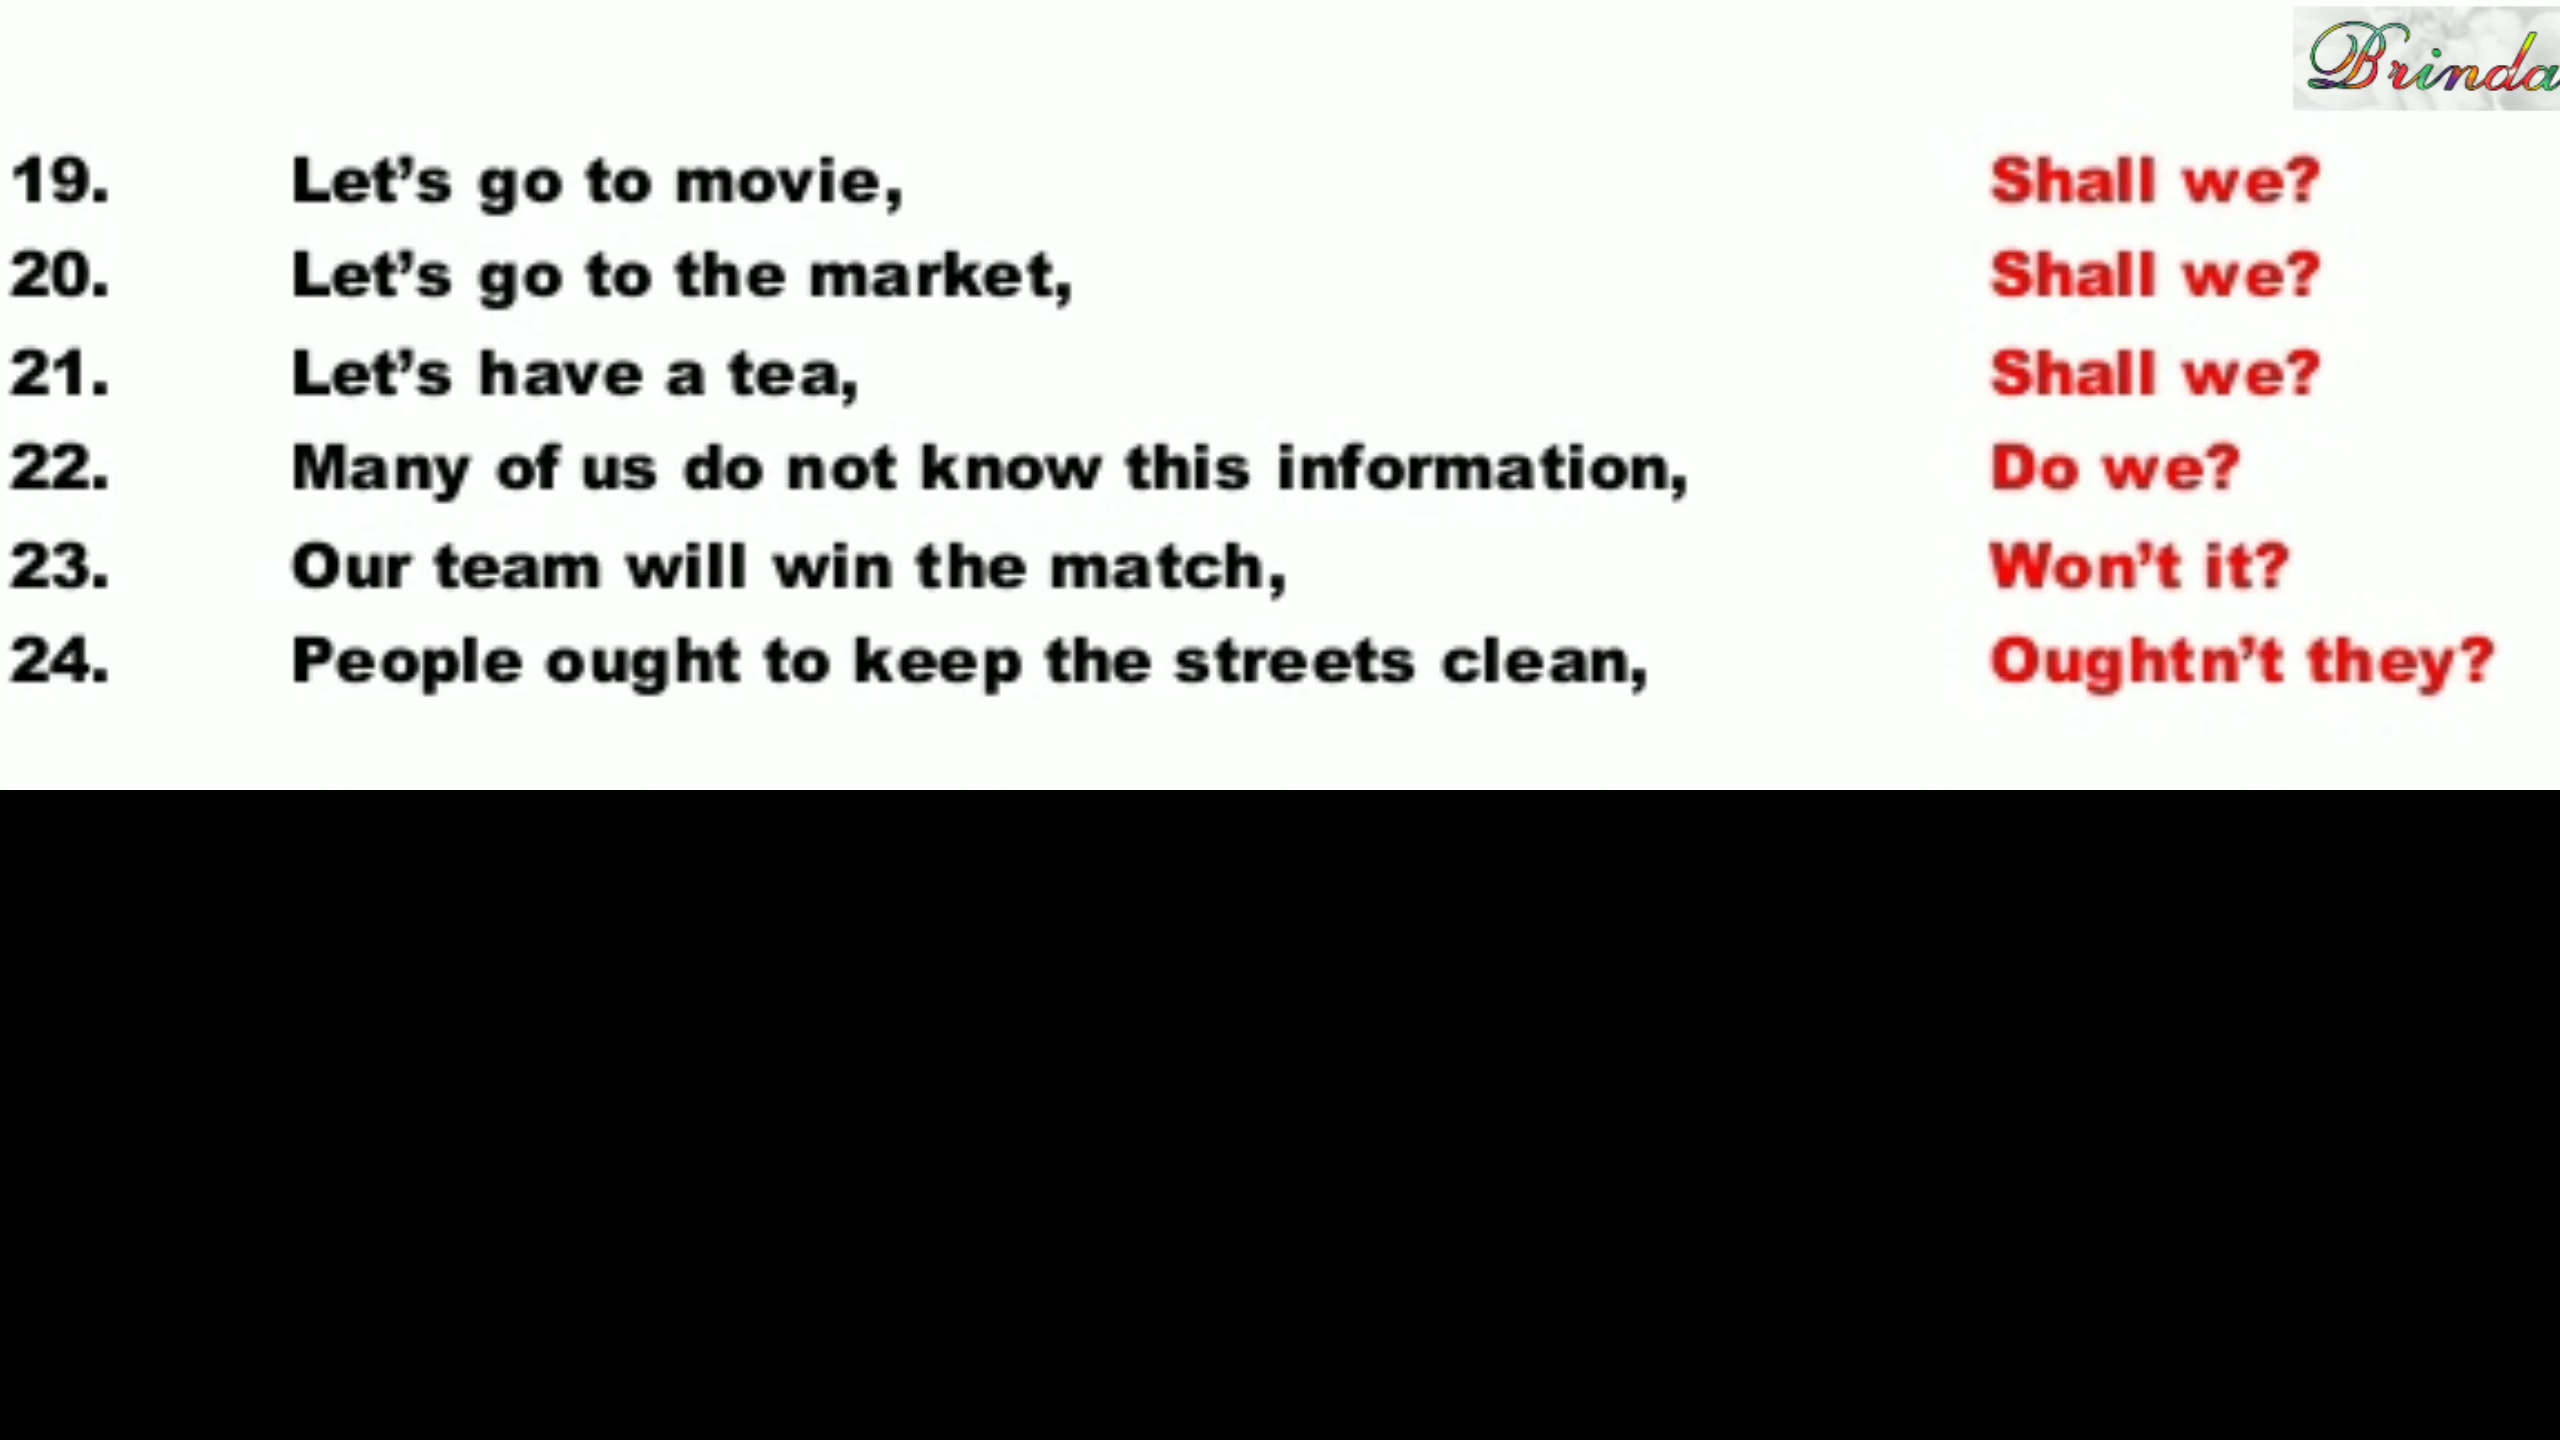 Brinda
19. Let's go to movie, Shall we?
20. Let's go to the market, Shall we?
21. Let's have a tea, Shall we?
22. Many of us do not know this information, Do we?
23. Our team will win the match, Won't it?
24. People ought to keep the streets clean, Oughtn't they?